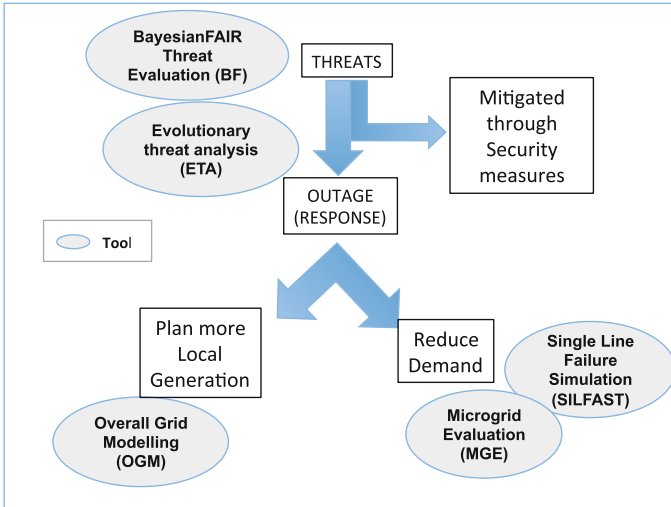 BayesianFAIR
Threat
Evaluation (BF)
THREATS
Mitigated
through
Security
measures
Evolutionary
threat analysis
(ETA)
OUTAGE
(RESPONSE)
Tool
Plan more
Local
Generation
Reduce
Demand
Single Line
Failure
Simulation
(SILFAST)
Overall Grid
Modelling
(OGM)
Microgrid
Evaluation
(MGE)